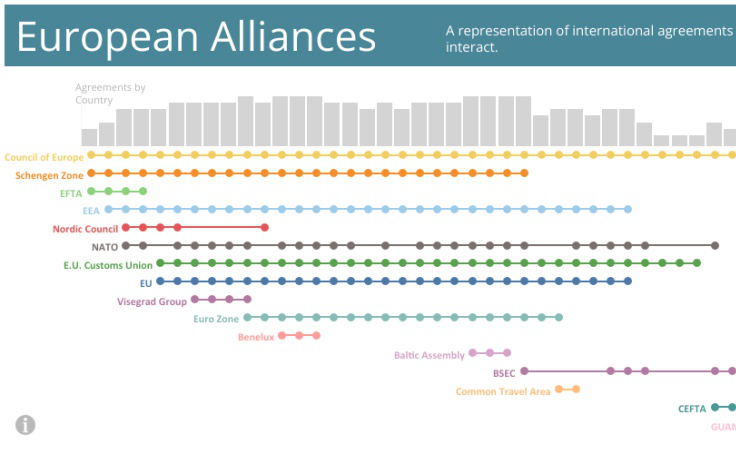 European Alliances
A representation of international agreements
interact.
Agreements by
Country
Council of Europe
Schengen Zone
EFTA
EEA
Nordic Council
NATO
E.U. Customs Union
EU
Visegrad Group
Euro Zone
Benelux
Baltic Assembly
BSEC
Common Travel Area
CEFTA
GUAM
i